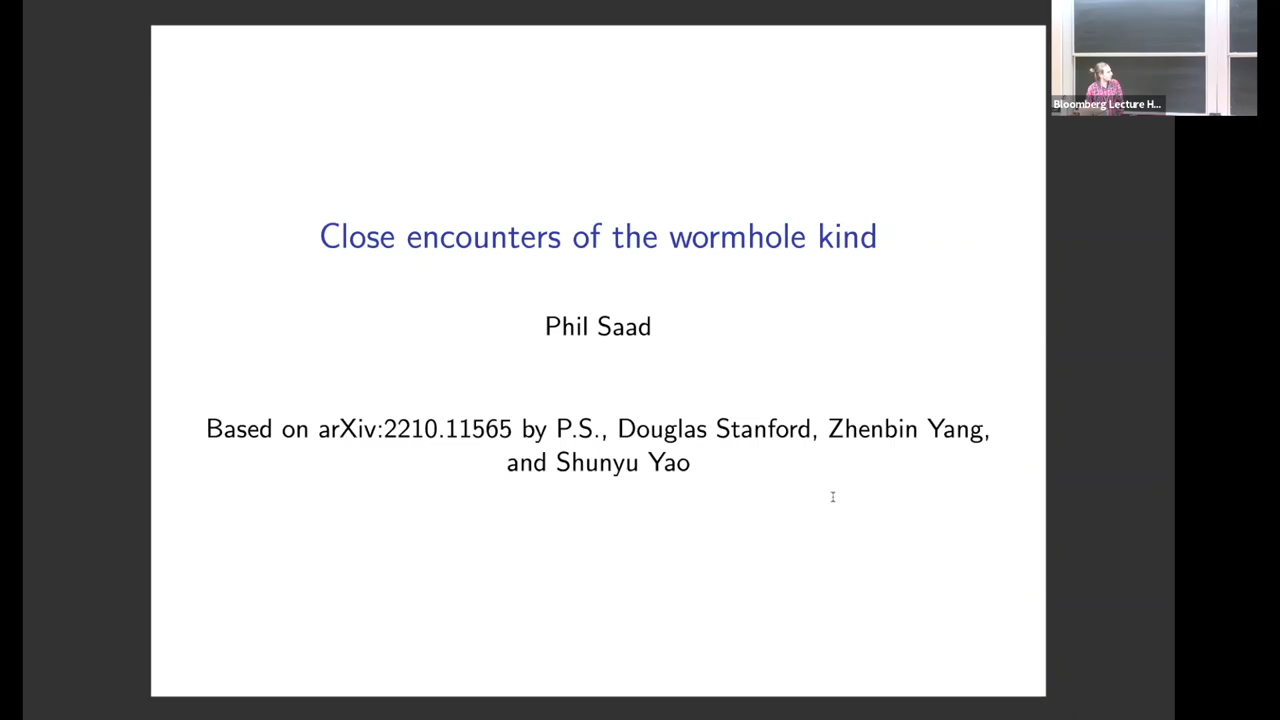 Bloomberg Lecture H...
Close encounters of the wormhole kind
Phil Saad
Based on arXiv:2210.11565 by P.S., Douglas Stanford, Zhenbin Yang,
and Shunyu Yao